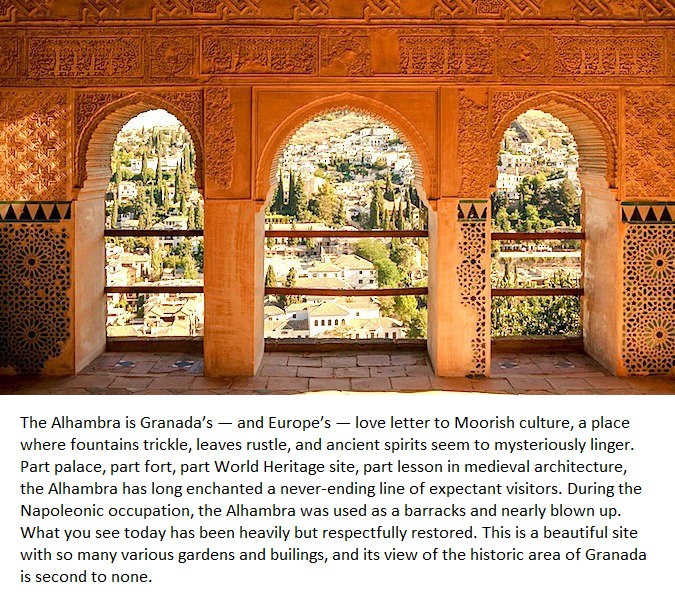 The Alhambra is Granada’s — and Europe’s — love letter to Moorish culture, a place
where fountains trickle, leaves rustle, and ancient spirits seem to mysteriously linger.
Part palace, part fort, part World Heritage site, part lesson in medieval architecture,
the Alhambra has long enchanted a never-ending line of expectant visitors. During the
Napoleonic occupation, the Alhambra was used as a barracks and nearly blown up.
What you see today has been heavily but respectfully restored. This is a beautiful site
with so many various gardens and builings, and its view of the historic area of Granada
is second to none.